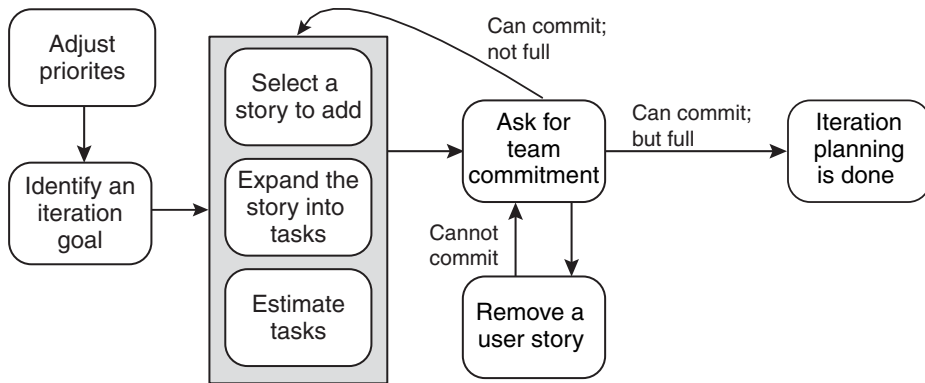 Adjust
priorites
Identify an
iteration
goal
Select a
story to add
Expand the
story into
tasks
Estimate
tasks
Can commit;
not full
Ask for
team
commitment
Cannot
commit
Remove a
user story
Can commit;
but full
Iteration
planning
is done